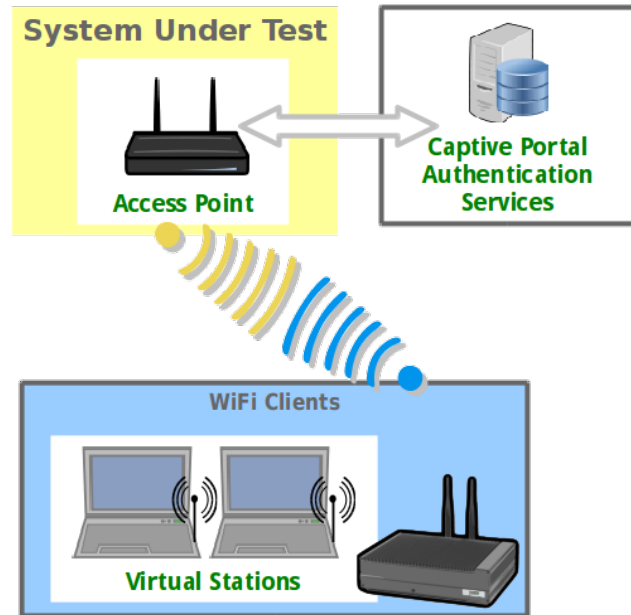 System Under Test
Access Point
Captive Portal
Authentication
Services
WiFi Clients
Virtual Stations